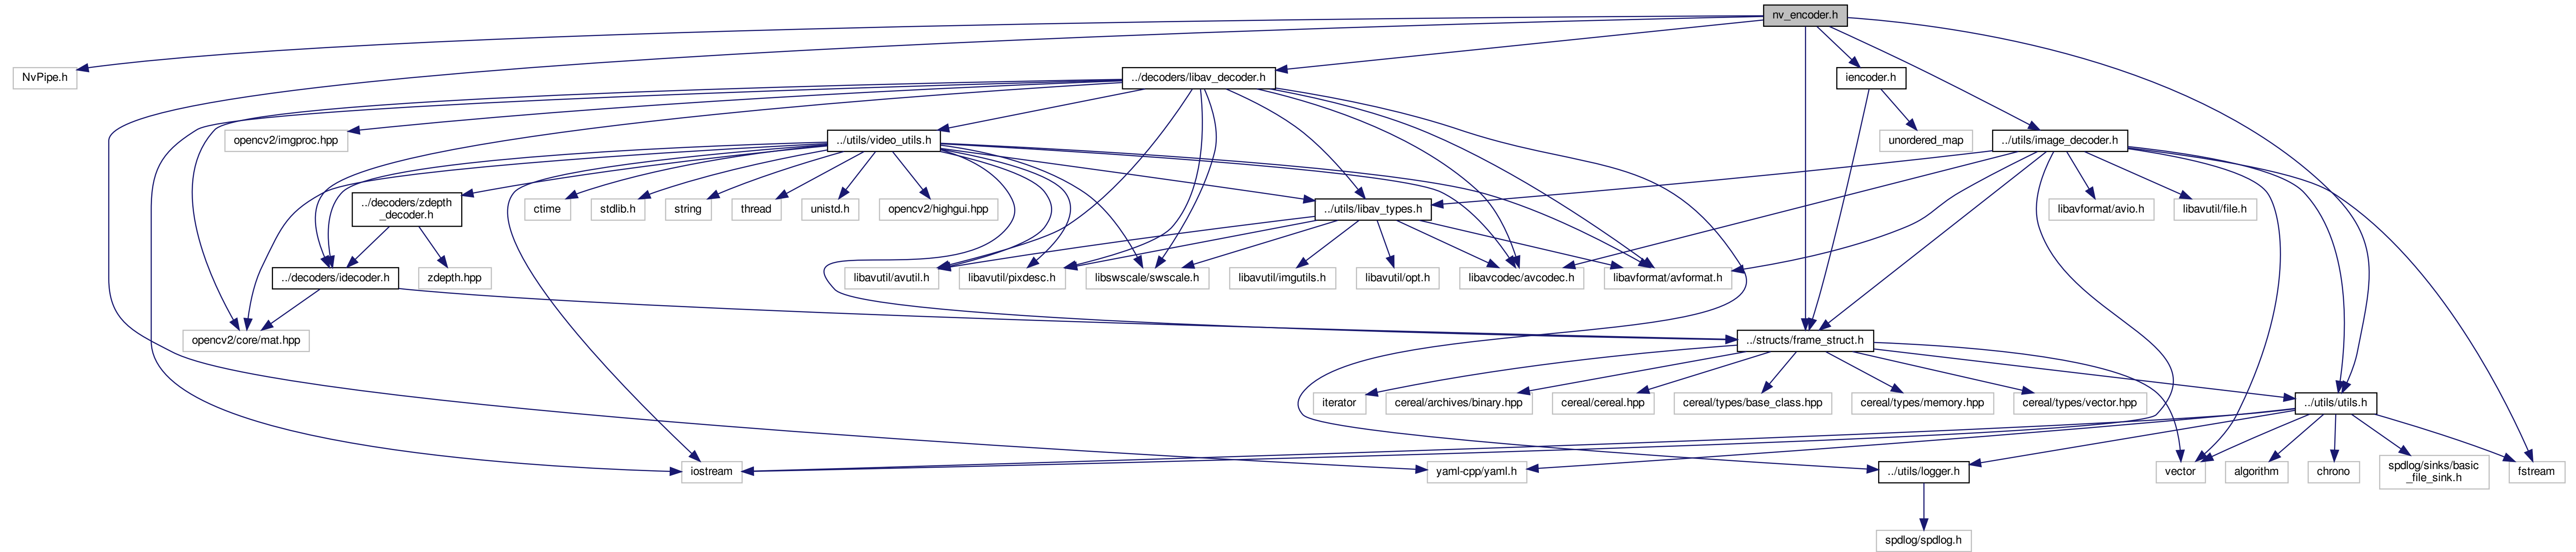 nv_encoder.h
NvPipe.h
../decoders/libav_decoder.h
iencoder.h
opencv2/imgproc.hpp
../utils/video_utils.h
unordered_map
../utils/image_decoder.h
../decoders/zdepth
_decoder.h
ctime
stdlib.h
string
thread
unistd.h
opencv2/highgui.hpp
../utils/libav_types.h
libavformat/avio.h
libavutil/file.h
../decoders/idecoder.h
zdepth.hpp
libavutil/avutil.h
libavutil/pixdesc.h
libswscale/swscale.h
libavutil/imgutils.h
libavutil/opt.h
libavcodec/avcodec.h
libavformat/avformat.h
opencv2/core/mat.hpp
../structs/frame_struct.h
iterator
cereal/archives/binary.hpp
cereal/cereal.hpp
cereal/types/base_class.hpp
cereal/types/memory.hpp
cereal/types/vector.hpp
../utils/utils.h
iostream
yaml-cpp/yaml.h
../utils/logger.h
vector
algorithm
chrono
spdlog/sinks/basic
_file_sink.h
fstream
spdlog/spdlog.h